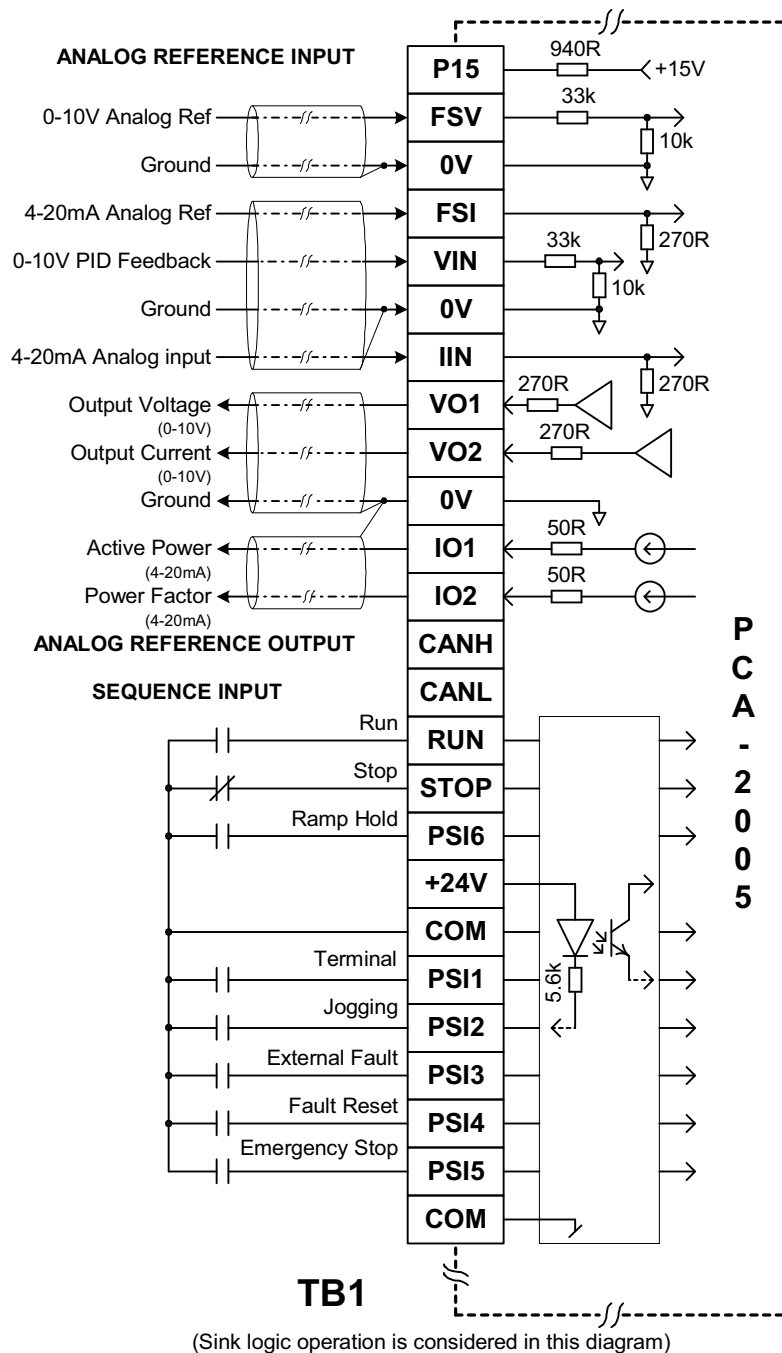 ANALOG REFERENCE INPUT
P15
940R
+15V
0-10V Analog Ref
FSV
33k
10k
Ground
0V
4-20mA Analog Ref
FSI
270R
0-10V PID Feedback
VIN
33k
10k
Ground
0V
4-20mA Analog input
IIN
270R
Output Voltage
(0-10V)
VO1
270R
Output Current
(0-10V)
VO2
270R
Ground
0V
Active Power
(4-20mA)
IO1
50R
Power Factor
(4-20mA)
IO2
50R
ANALOG REFERENCE OUTPUT
CANH
CANL
SEQUENCE INPUT
Run
RUN
Stop
STOP
Ramp Hold
PSI6
+24V
COM
Terminal
PSI1
5.6k
Jogging
PSI2
External Fault
PSI3
Fault Reset
PSI4
Emergency Stop
PSI5
COM
PCA-2005
TB1
(Sink logic operation is considered in this diagram)